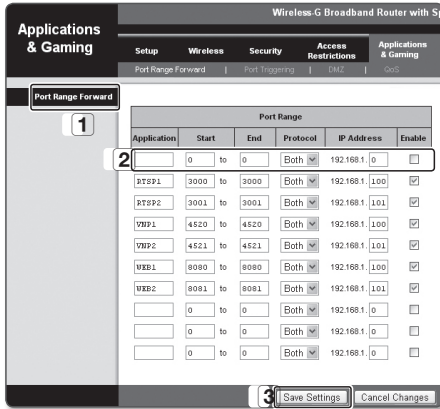 Wireless-G Broadband Router with Sp
Applications
& Gaming
Setup Wireless Security Access Restrictions Applications & Gaming
Port Range Forward | Port Triggering | DMZ | QoS
Port Range Forward
1
Port Range
Application Start End Protocol IP Address Enable
2
0 to 0 Both 192.168.1. 0
RTSP1 3000 to 3000 Both 192.168.1. 100
RTSP2 3001 to 3001 Both 192.168.1. 101
VNP1 4520 to 4520 Both 192.168.1. 100
VNP2 4521 to 4521 Both 192.168.1. 101
WEB1 8080 to 8080 Both 192.168.1. 100
WEB2 8081 to 8081 Both 192.168.1. 101
0 to 0 Both 192.168.1. 0
0 to 0 Both 192.168.1. 0
0 to 0 Both 192.168.1. 0
3 Save Settings Cancel Changes